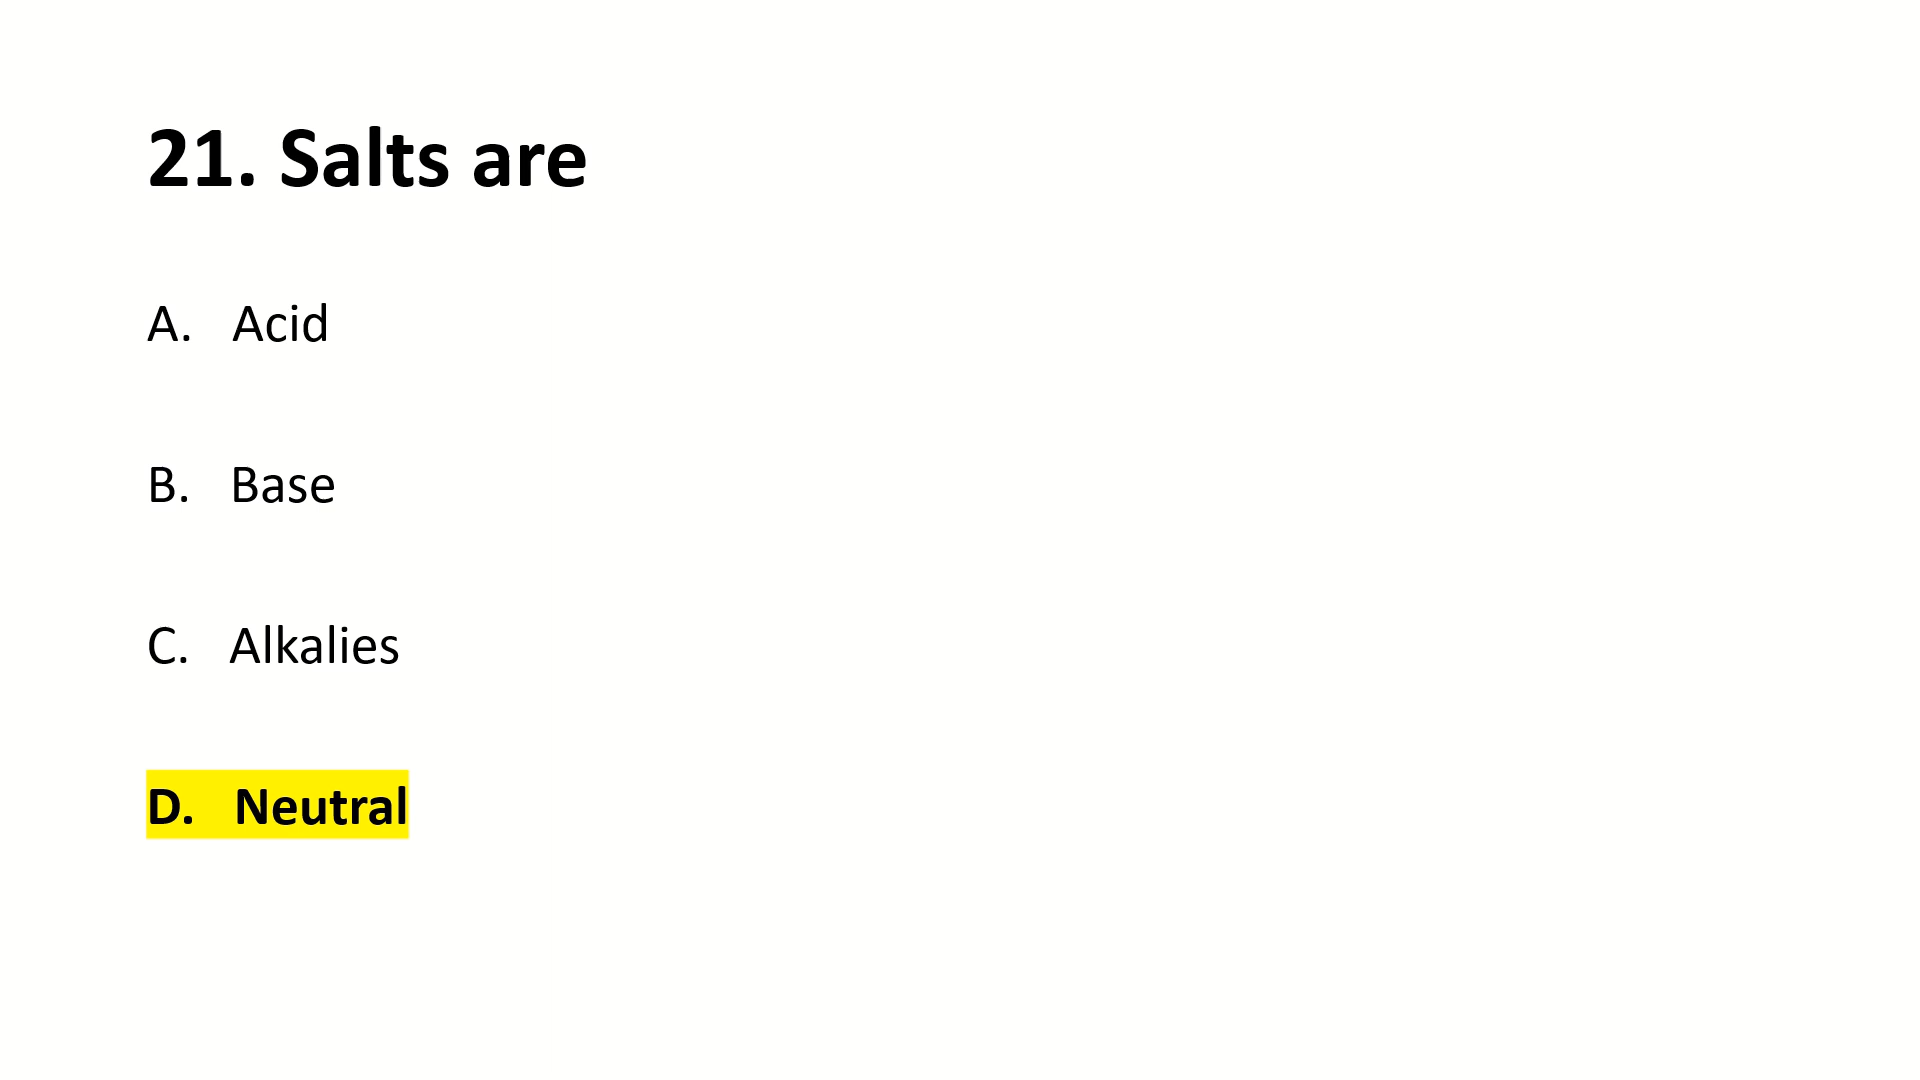 21. Salts are
A. Acid
B. Base
C. Alkalies
D. Neutral